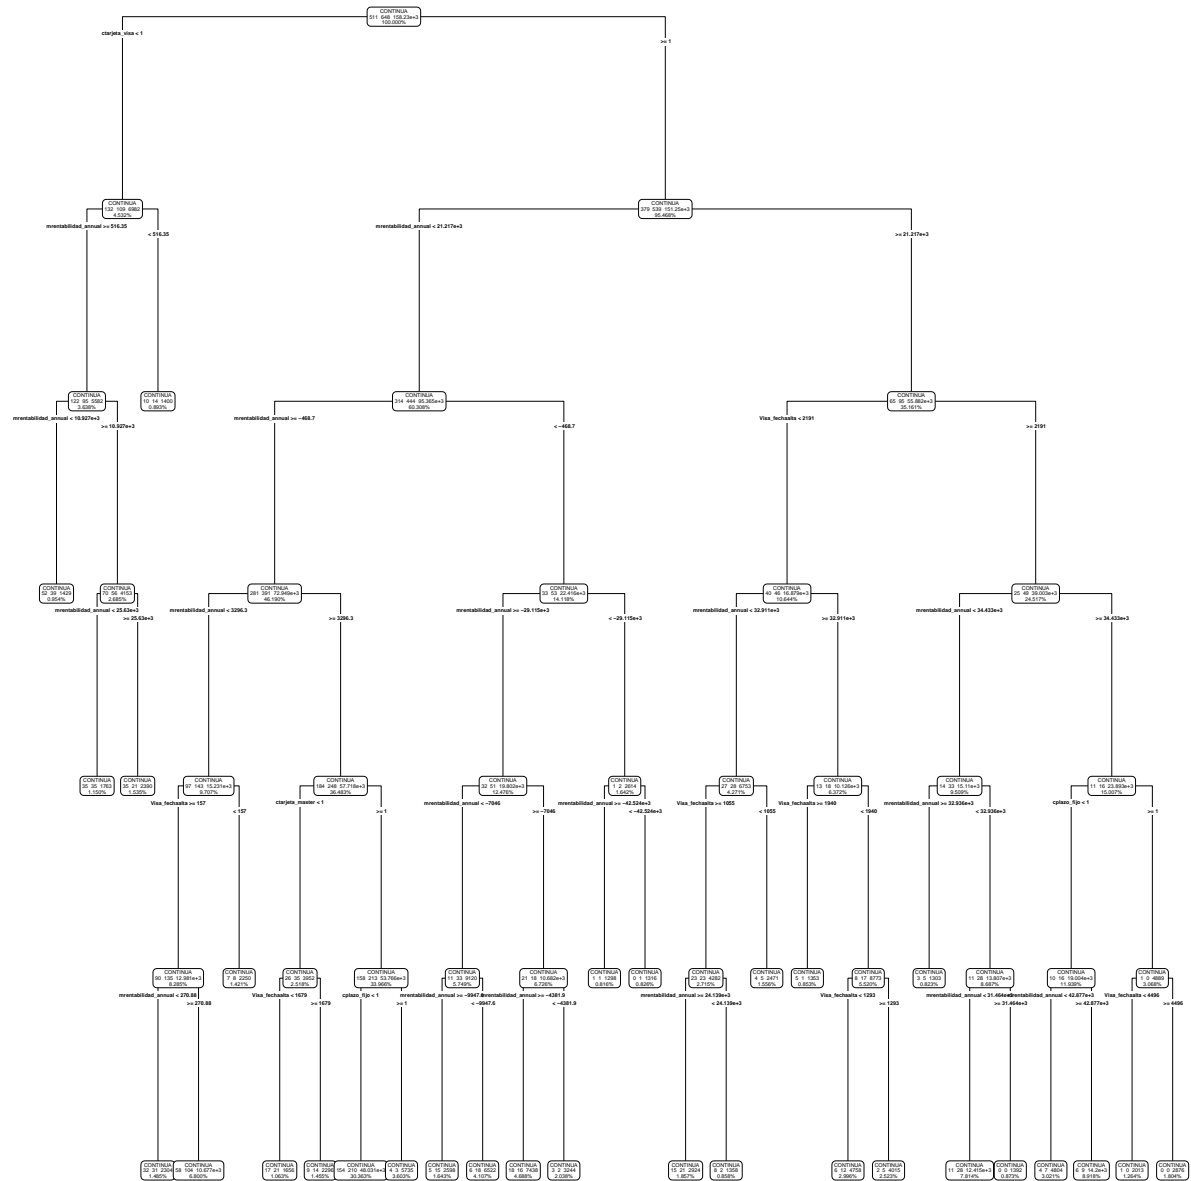 CONTINUA
511 648 158.23e+3
100.000%
ctarjeta_visa < 1
>= 1
CONTINUA
132 109 6982
4.532%
CONTINUA
379 539 151.25e+3
95.468%
mrentabilidad_annual >= 516.35
< 516.35
mrentabilidad_annual < 21.217e+3
>= 21.217e+3
CONTINUA
122 95 5582
3.638%
CONTINUA
10 14 1400
0.893%
CONTINUA
314 444 95.365e+3
60.308%
CONTINUA
65 95 55.882e+3
35.161%
mrentabilidad_annual < 10.927e+3
>= 10.927e+3
mrentabilidad_annual >= −468.7
< −468.7
Visa_fechaalta < 2191
>= 2191
CONTINUA
52 39 1429
0.954%
CONTINUA
70 56 4153
2.685%
CONTINUA
281 391 72.949e+3
46.190%
CONTINUA
33 53 22.416e+3
14.118%
CONTINUA
40 46 16.879e+3
10.644%
CONTINUA
25 49 39.003e+3
24.517%
mrentabilidad_annual < 25.63e+3
>= 25.63e+3
mrentabilidad_annual < 3296.3
>= 3296.3
mrentabilidad_annual >= −29.115e+3
< −29.115e+3
mrentabilidad_annual < 32.911e+3
>= 32.911e+3
mrentabilidad_annual < 34.433e+3
>= 34.433e+3
CONTINUA
35 35 1763
1.150%
CONTINUA
35 21 2390
1.535%
CONTINUA
97 143 15.231e+3
9.707%
CONTINUA
184 248 57.718e+3
36.483%
CONTINUA
32 51 19.802e+3
12.476%
CONTINUA
1 2 2614
1.642%
CONTINUA
27 28 6753
4.271%
CONTINUA
13 18 10.126e+3
6.372%
CONTINUA
14 33 15.11e+3
9.509%
CONTINUA
11 16 23.893e+3
15.007%
Visa_fechaalta >= 157
< 157
ctarjeta_master < 1
>= 1
mrentabilidad_annual < −7046
>= −7046
mrentabilidad_annual >= −42.524e+3
< −42.524e+3
Visa_fechaalta >= 1055
< 1055
Visa_fechaalta >= 1940
< 1940
mrentabilidad_annual >= 32.936e+3
< 32.936e+3
cplazo_fijo < 1
>= 1
CONTINUA
90 135 12.981e+3
8.285%
CONTINUA
7 8 2250
1.421%
CONTINUA
26 35 3952
2.518%
CONTINUA
158 213 53.766e+3
33.966%
CONTINUA
11 33 9120
5.749%
CONTINUA
21 18 10.682e+3
6.726%
CONTINUA
1 1 1298
0.816%
CONTINUA
0 1 1316
0.826%
CONTINUA
23 23 4282
2.715%
CONTINUA
4 5 2471
1.556%
CONTINUA
5 1 1353
0.853%
CONTINUA
8 17 8773
5.520%
CONTINUA
3 5 1303
0.823%
CONTINUA
11 28 13.807e+3
8.687%
CONTINUA
10 16 19.004e+3
11.939%
CONTINUA
1 0 4889
3.068%
mrentabilidad_annual < 270.88
>= 270.88
Visa_fechaalta < 1679
>= 1679
cplazo_fijo < 1
>= 1
mrentabilidad_annual >= −9947.6
< −9947.6
mrentabilidad_annual >= −4381.9
< −4381.9
mrentabilidad_annual >= 24.139e+3
< 24.139e+3
Visa_fechaalta < 1293
>= 1293
mrentabilidad_annual < 31.464e+3
>= 31.464e+3
mrentabilidad_annual < 42.877e+3
>= 42.877e+3
Visa_fechaalta < 4496
>= 4496
CONTINUA
32 31 2304
1.485%
CONTINUA
58 104 10.677e+3
6.800%
CONTINUA
17 21 1656
1.063%
CONTINUA
9 14 2296
1.455%
CONTINUA
154 210 48.031e+3
30.363%
CONTINUA
4 3 5735
3.603%
CONTINUA
5 15 2598
1.643%
CONTINUA
6 18 6522
4.107%
CONTINUA
18 16 7438
4.688%
CONTINUA
3 2 3244
2.038%
CONTINUA
15 21 2924
1.857%
CONTINUA
8 2 1358
0.858%
CONTINUA
6 12 4758
2.996%
CONTINUA
2 5 4015
2.523%
CONTINUA
11 28 12.415e+3
7.814%
CONTINUA
0 0 1392
0.873%
CONTINUA
4 7 4804
3.021%
CONTINUA
6 9 14.2e+3
8.918%
CONTINUA
1 0 2013
1.264%
CONTINUA
0 0 2876
1.804%